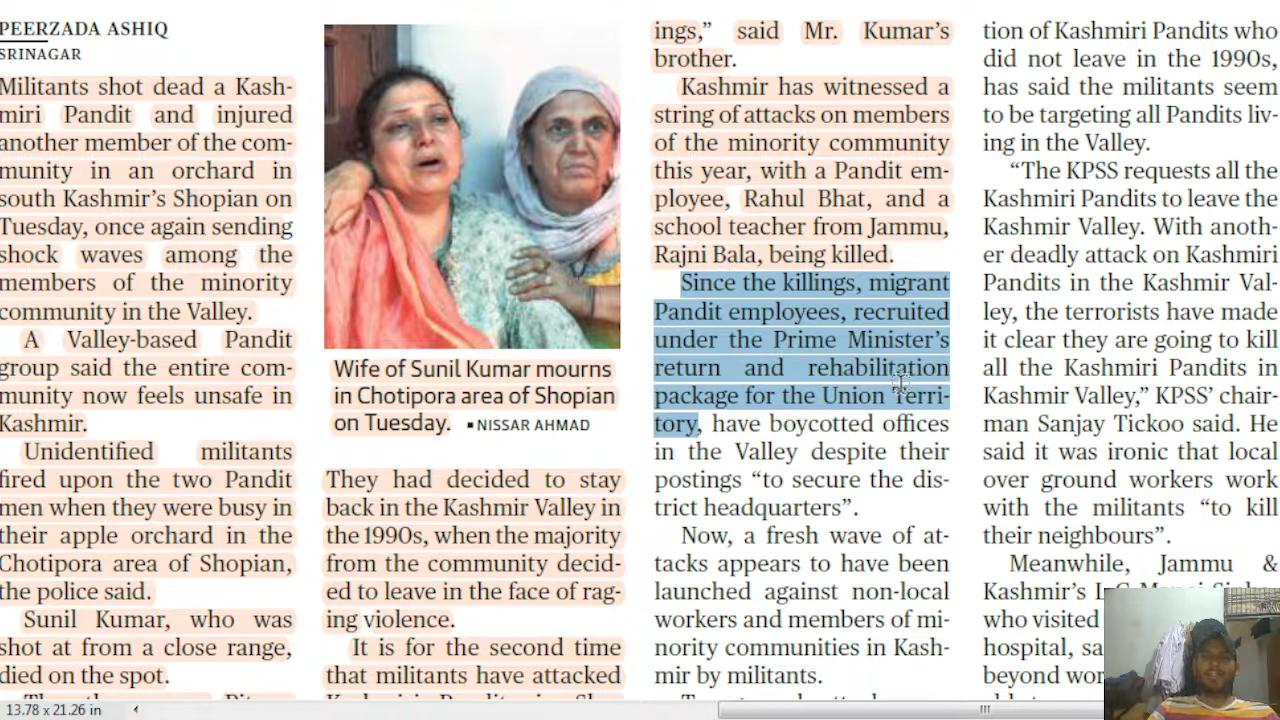 PEERZADA ASHIQ
SRINAGAR
Militants shot dead a Kash-
miri Pandit and injured
another member of the com-
munity in an orchard in
south Kashmir's Shopian on
Tuesday, once again sending
shock waves among the
members of the minority
community in the Valley.
A Valley-based Pandit
group said the entire com-
munity now feels unsafe in
Kashmir.
Unidentified militants
fired upon the two Pandit
men when they were busy in
their apple orchard in the
Chotipora area of Shopian,
the police said.
Sunil Kumar, who was
shot at from a close range,
died on the spot.
Wife of Sunil Kumar mourns
in Chotipora area of Shopian
on Tuesday. ▪ NISSAR AHMAD
They had decided to stay
back in the Kashmir Valley in
the 1990s, when the majority
from the community decid-
ed to leave in the face of rag-
ing violence.
It is for the second time
that militants have attacked
ings,” said Mr. Kumar's
brother.
Kashmir has witnessed a
string of attacks on members
of the minority community
this year, with a Pandit em-
ployee, Rahul Bhat, and a
school teacher from Jammu,
Rajni Bala, being killed.
Since the killings, migrant
Pandit employees, recruited
under the Prime Minister's
return and rehabilitation
package for the Union Terri-
tory, have boycotted offices
in the Valley despite their
postings “to secure the dis-
trict headquarters”.
Now, a fresh wave of at-
tacks appears to have been
launched against non-local
workers and members of mi-
nority communities in Kash-
mir by militants.
tion of Kashmiri Pandits who
did not leave in the 1990s,
has said the militants seem
to be targeting all Pandits liv-
ing in the Valley.
“The KPSS requests all the
Kashmiri Pandits to leave the
Kashmir Valley. With anoth-
er deadly attack on Kashmiri
Pandits in the Kashmir Val-
ley, the terrorists have made
it clear they are going to kill
all the Kashmiri Pandits in
Kashmir Valley,” KPSS' chair-
man Sanjay Tickoo said. He
said it was ironic that local
over ground workers work
with the militants “to kill
their neighbours”.
Meanwhile, Jammu &
Kashmir's
who visited
hospital,
beyond
13.78 x 21.26 in